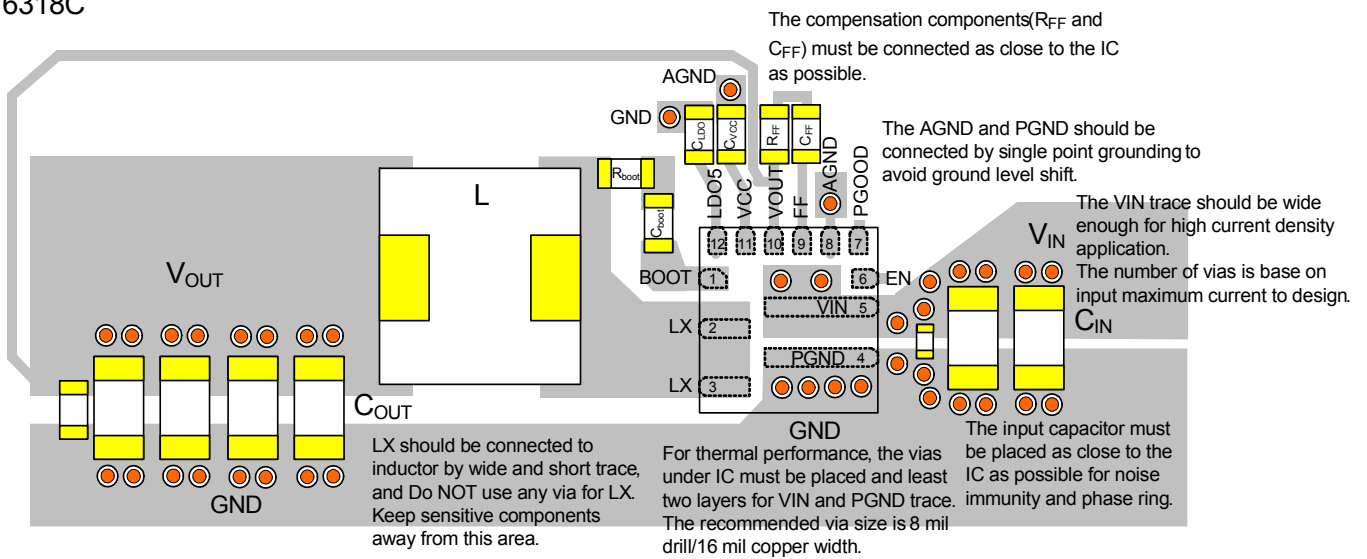 6318C
The compensation components(RFF and
CFF) must be connected as close to the IC
as possible.
AGND
GND
CLDO
CVCC
RFF
CFF
The AGND and PGND should be
connected by single point grounding to
avoid ground level shift.
Rboot
Cboot
LDO5
VCC
VOUT
FF
AGND
PGOOD
The VIN trace should be wide
enough for high current density
application.
The number of vias is base on
input maximum current to design.
L
VIN
12 11 10 9 8 7
VOUT
BOOT 1
6 EN
VIN 5
CIN
LX 2
PGND 4
LX 3
COUT
GND
The input capacitor must
be placed as close to the
IC as possible for noise
immunity and phase ring.
LX should be connected to
inductor by wide and short trace,
and Do NOT use any via for LX.
Keep sensitive components
away from this area.
For thermal performance, the vias
under IC must be placed and least
two layers for VIN and PGND trace.
The recommended via size is 8 mil
drill/16 mil copper width.
GND